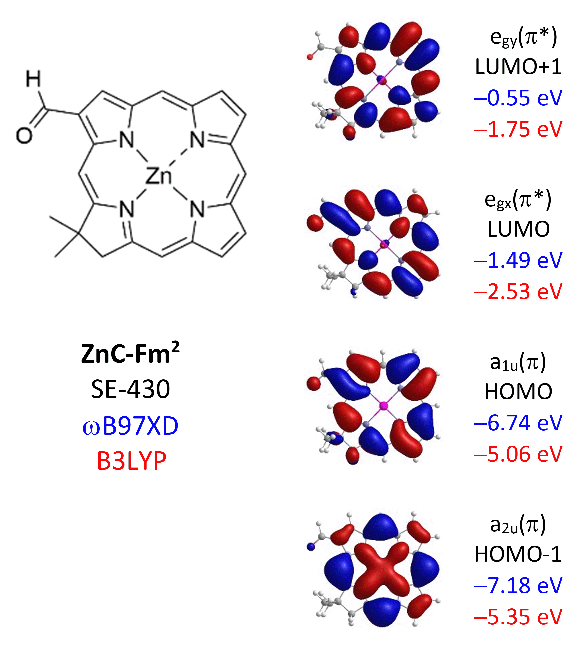 H
O
N
N
Zn
N
N
ZnC-Fm²
SE-430
ωB97XD
B3LYP
e_gy(π*)
LUMO+1
−0.55 eV
−1.75 eV
e_gx(π*)
LUMO
−1.49 eV
−2.53 eV
a_1u(π)
HOMO
−6.74 eV
−5.06 eV
a_2u(π)
HOMO-1
−7.18 eV
−5.35 eV